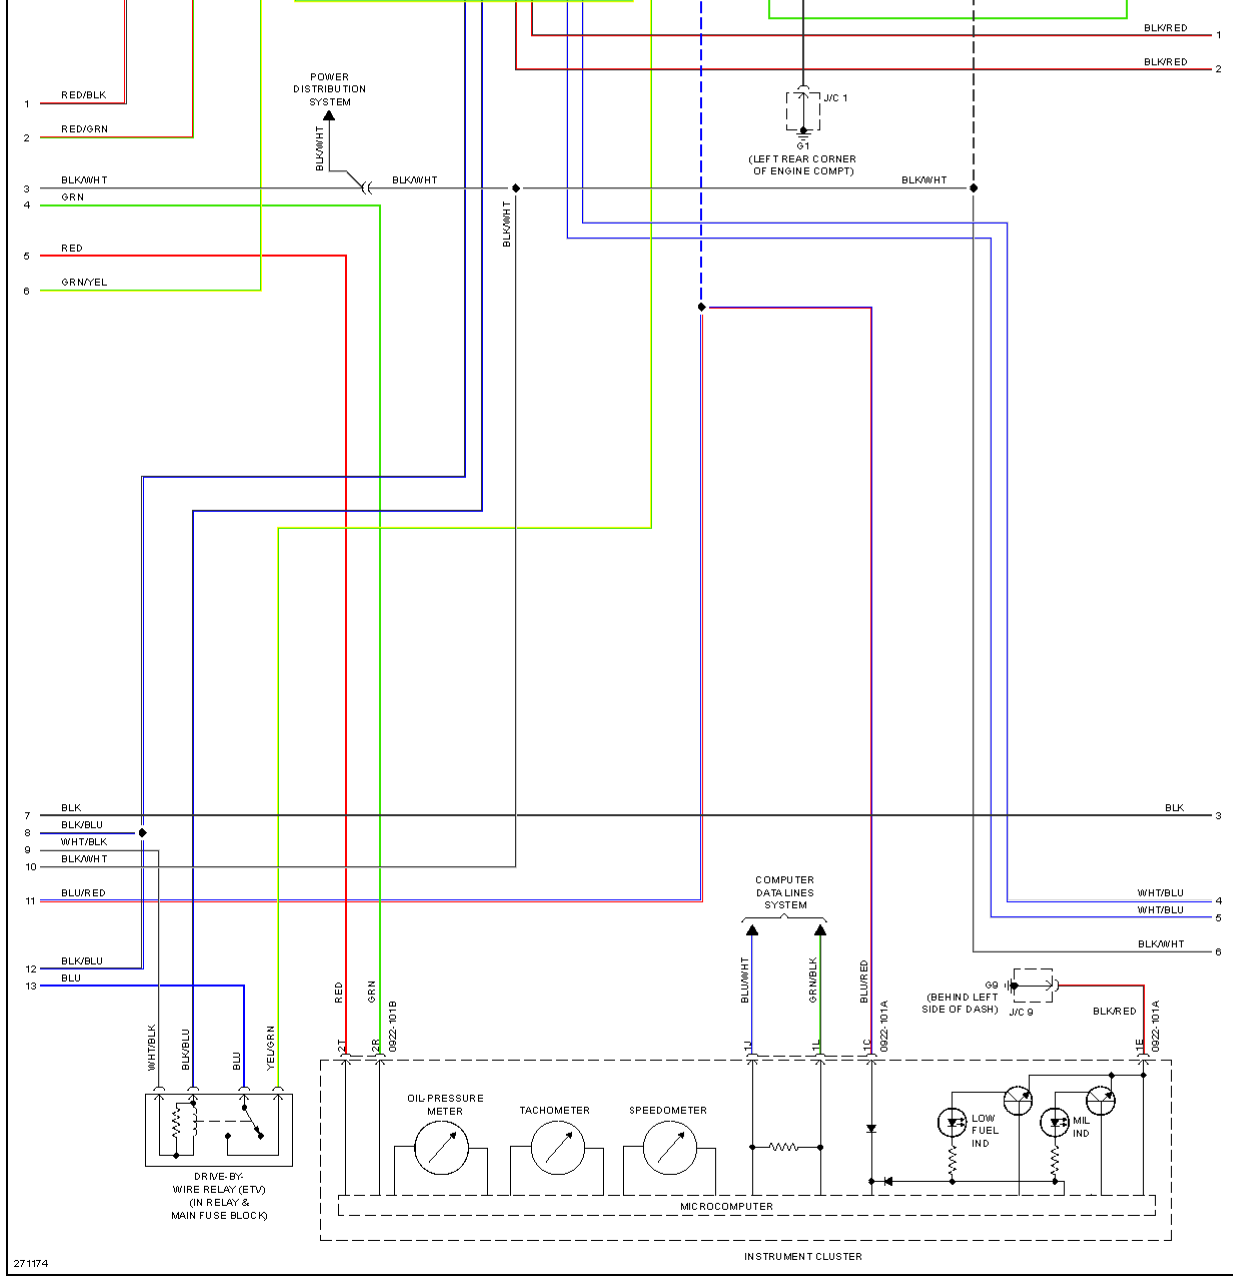 BLK/RED 1
BLK/RED 2
POWER
DISTRIBUTION
SYSTEM
1 RED/BLK
J/C 1
2 RED/GRN
BLK/WHT
G1
(LEFT REAR CORNER
OF ENGINE COMPT)
3 BLK/WHT
BLK/WHT
BLK/WHT
4 GRN
BLK/WHT
5 RED
6 GRN/YEL
7 BLK
BLK 3
8 BLK/BLU
9 WHT/BLK
10 BLK/WHT
11 BLU/RED
COMPUTER
DATA LINES
SYSTEM
WHT/BLU 4
WHT/BLU 5
BLK/WHT 6
12 BLK/BLU
13 BLU
RED
GRN
0922-101B
BLU/WHT
GRN/BLK
BLU/RED
0922-101A
G9
(BEHIND LEFT
SIDE OF DASH)
J/C 9
BLK/RED
0922-101A
WHT/BLK
BLK/BLU
BLU
YEL/GRN
2T
2R
1J
1L
1C
1E
OIL PRESSURE
METER
TACHOMETER
SPEEDOMETER
LOW
FUEL
IND
MIL
IND
DRIVE-BY-
WIRE RELAY (ETV)
(IN RELAY &
MAIN FUSE BLOCK)
MICROCOMPUTER
INSTRUMENT CLUSTER
271174